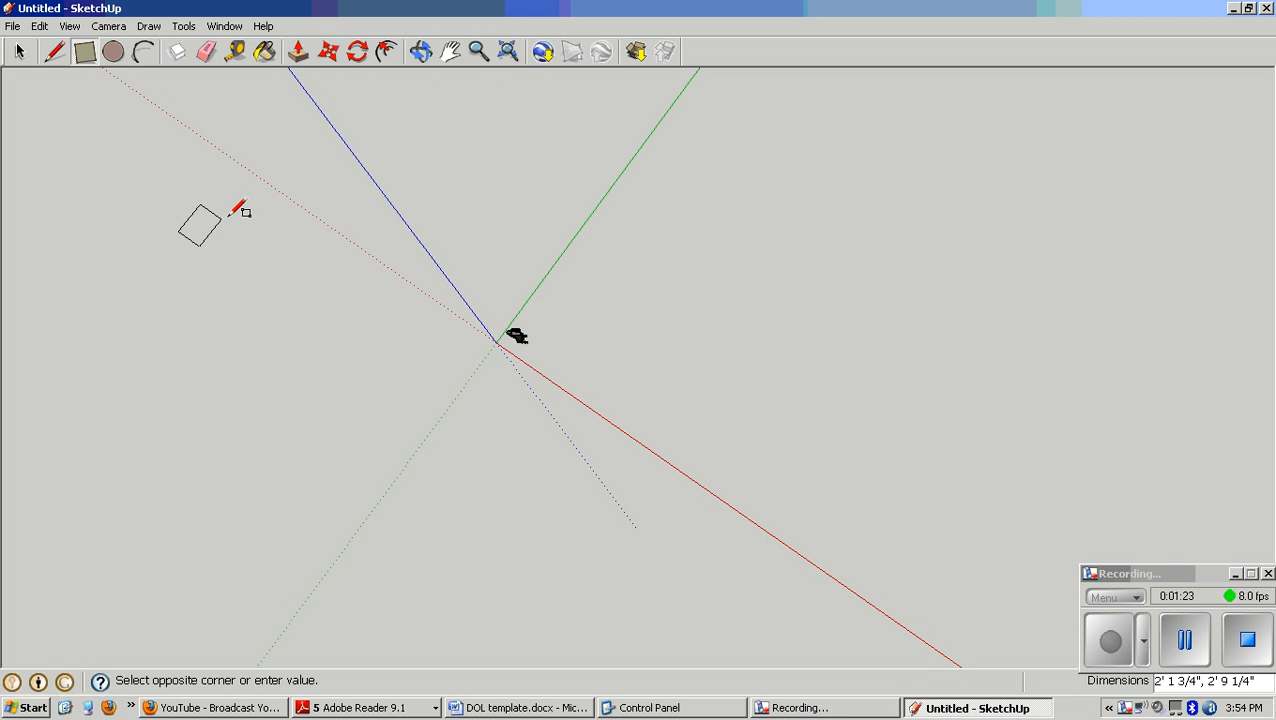 Untitled - SketchUp
File Edit View Camera Draw Tools Window Help
Recording...
Menu 0:01:23 8.0 fps
Select opposite corner or enter value. Dimensions 2' 1 3/4", 2' 9 1/4"
Start YouTube - Broadcast Yo... 5 Adobe Reader 9.1 DOL template.docx - Mic... Control Panel Recording... Untitled - SketchUp 3:54 PM